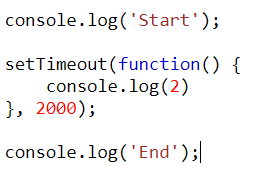 console.log('Start');
setTimeout(function() {
    console.log(2)
}, 2000);
console.log('End');